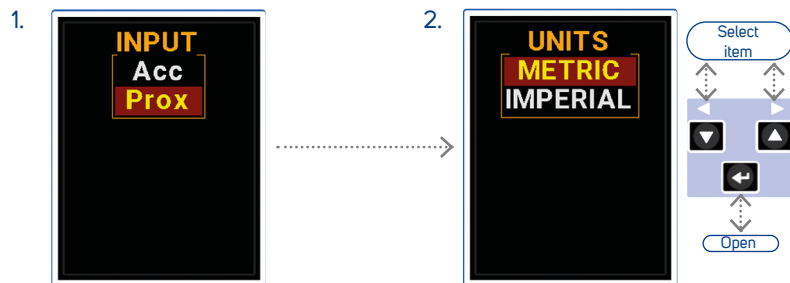 1.
INPUT
Acc
Prox
2.
UNITS
METRIC
IMPERIAL
Select
item
Open